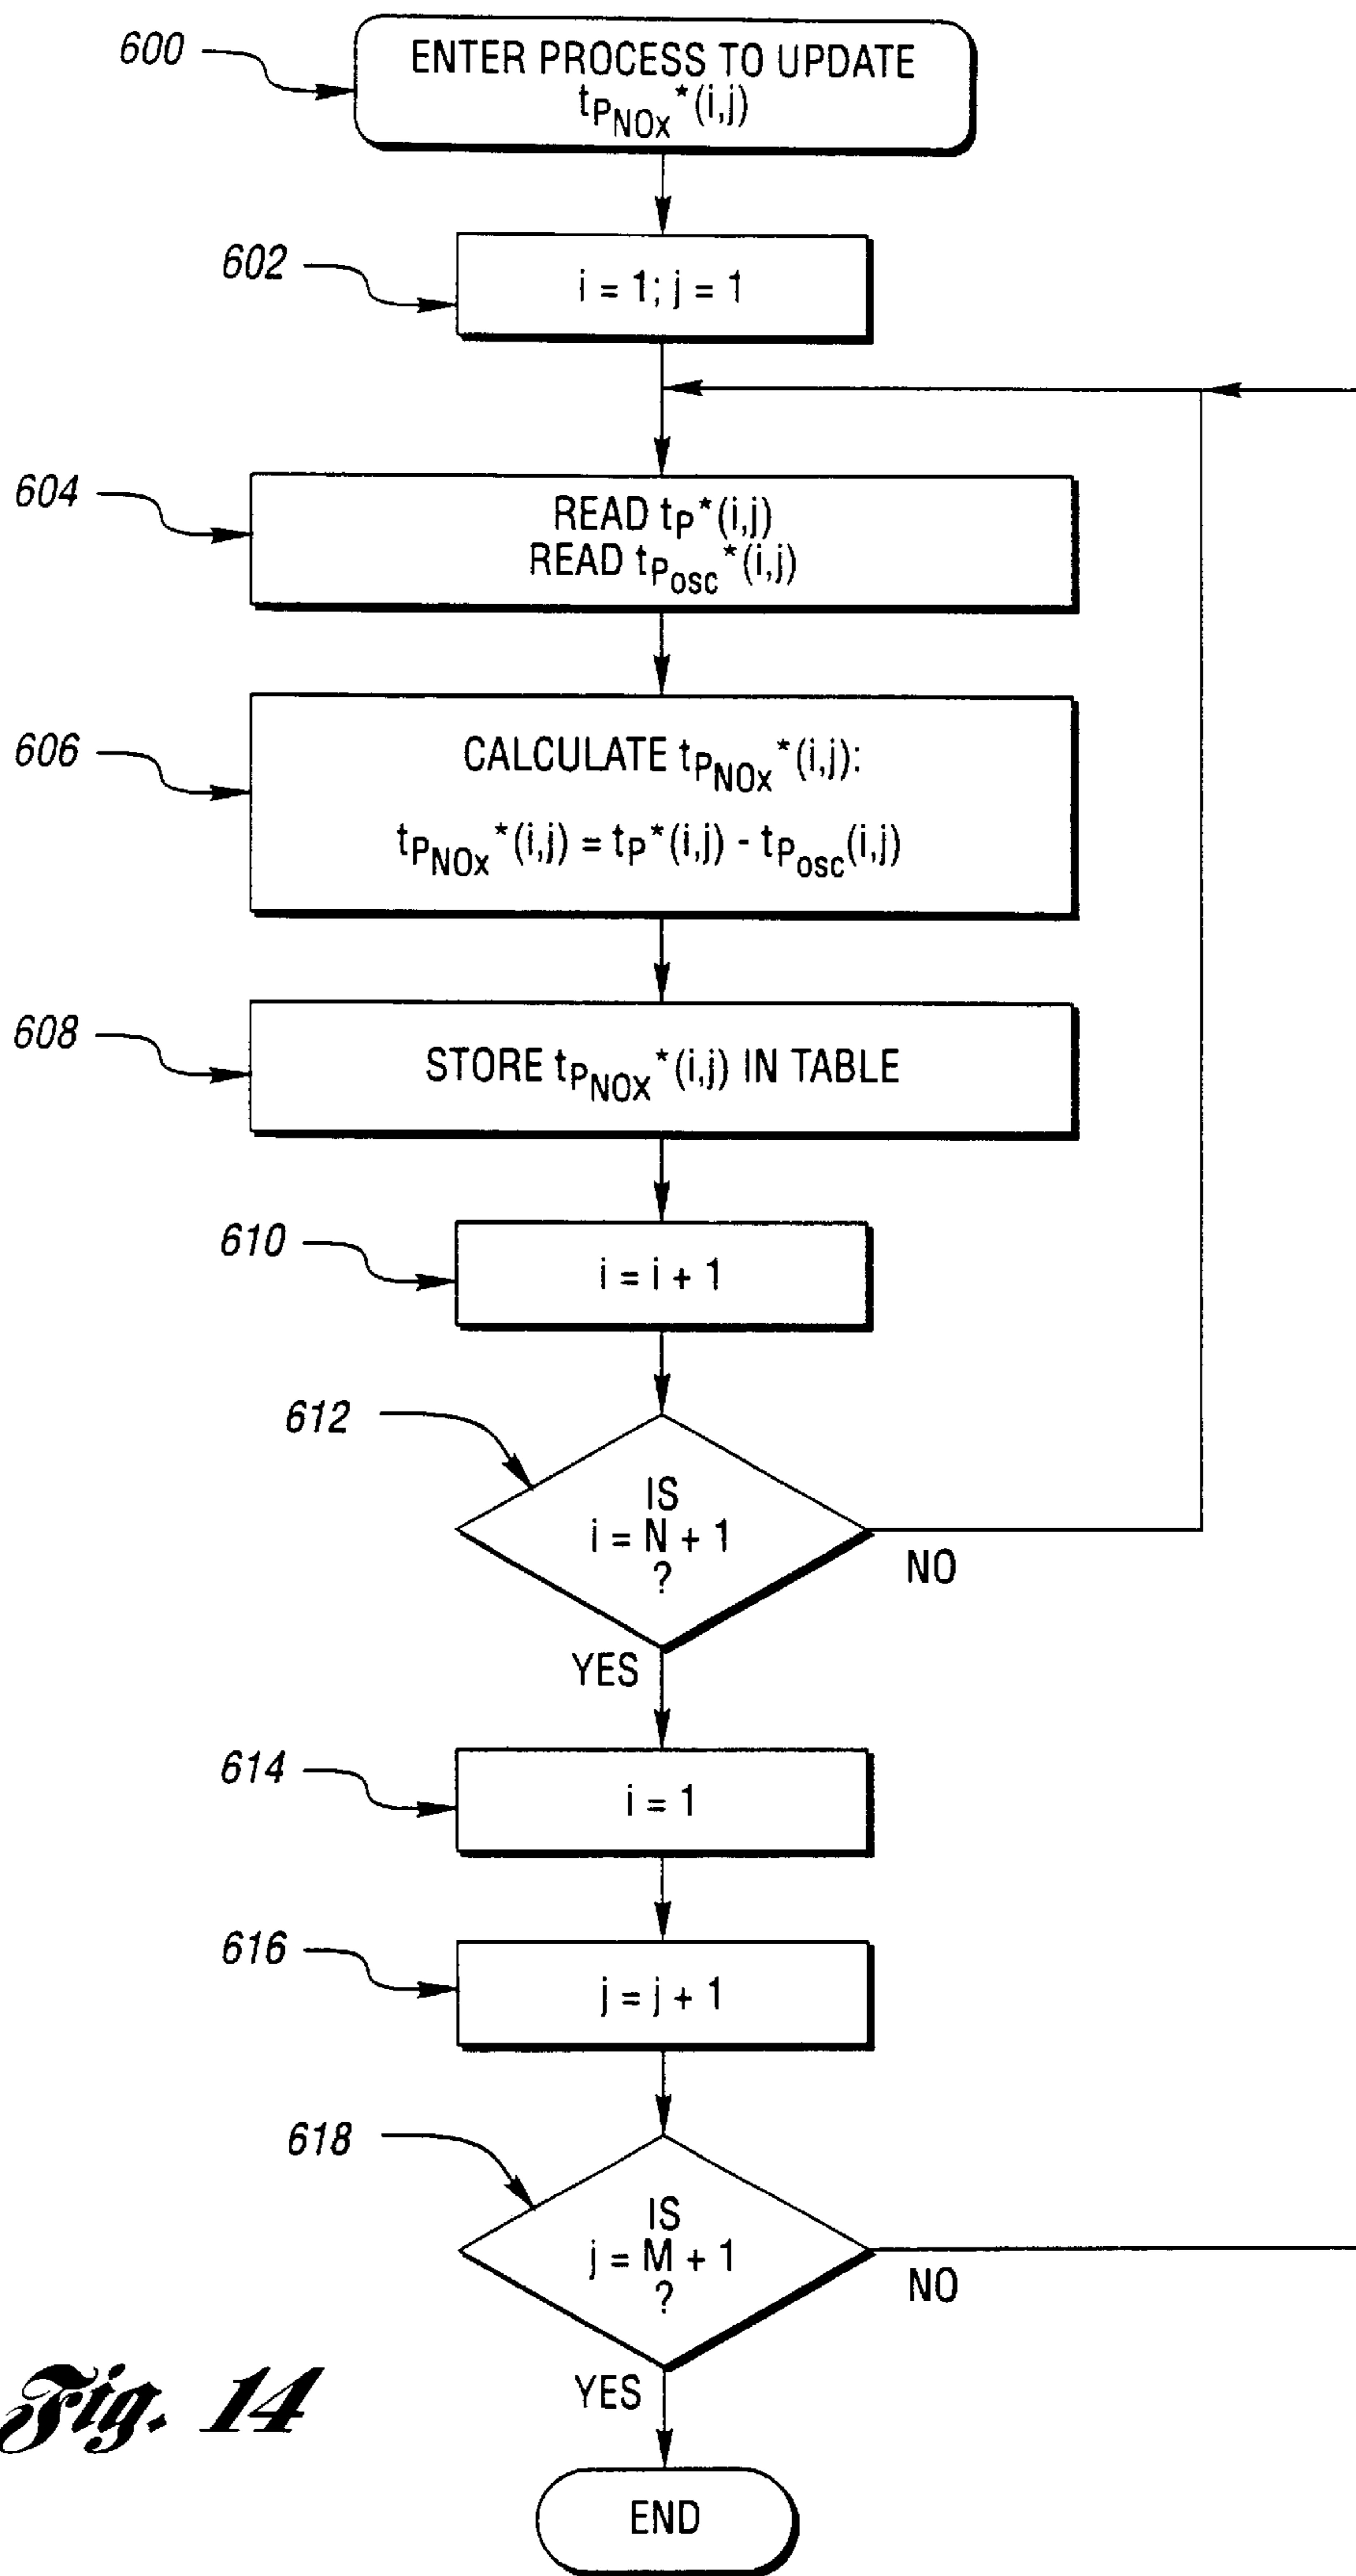 600
ENTER PROCESS TO UPDATE
tPNOx*(i,j)
602
i = 1; j = 1
604
READ tP*(i,j)
READ tPosc*(i,j)
606
CALCULATE tPNOx*(i,j):
tPNOx*(i,j) = tP*(i,j) - tPosc(i,j)
608
STORE tPNOx*(i,j) IN TABLE
610
i = i + 1
612
IS
i = N + 1
?
NO
YES
614
i = 1
616
j = j + 1
618
IS
j = M + 1
?
NO
YES
Fig. 14
END